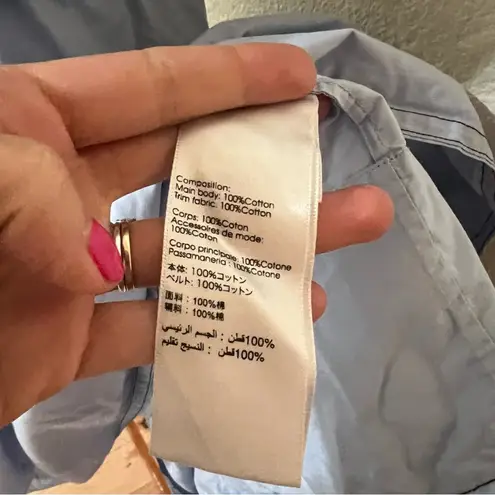 Composition:
Main body: 100%Cotton
Trim fabric: 100%Cotton
Corps: 100%Coton
Accessoires de mode:
100%Coton
Corpo principale: 100%Cotone
Passamaneria: 100%Cotone
本体: 100%コットン
ベルト: 100%コットン
面料: 100%棉
辅料: 100%棉
100%قطن : الجسم الرئيسي
100%قطن : النسيج تقليم